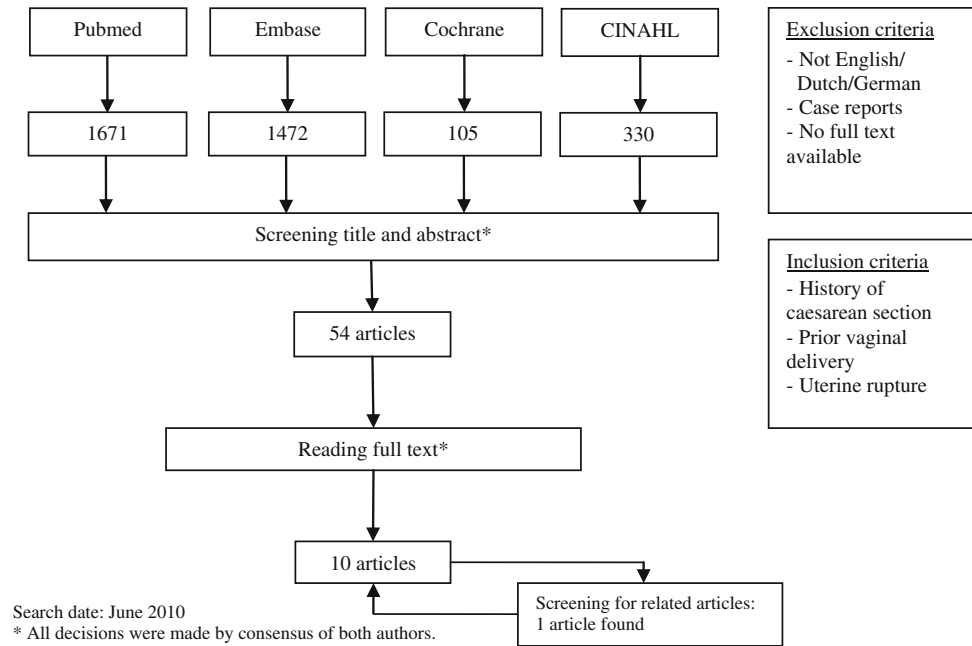 Pubmed
Embase
Cochrane
CINAHL
1671
1472
105
330
Screening title and abstract*
54 articles
Reading full text*
10 articles
Screening for related articles:
1 article found
Search date: June 2010
* All decisions were made by consensus of both authors.
Exclusion criteria
- Not English/
Dutch/German
- Case reports
- No full text
available
Inclusion criteria
- History of
caesarean section
- Prior vaginal
delivery
- Uterine rupture